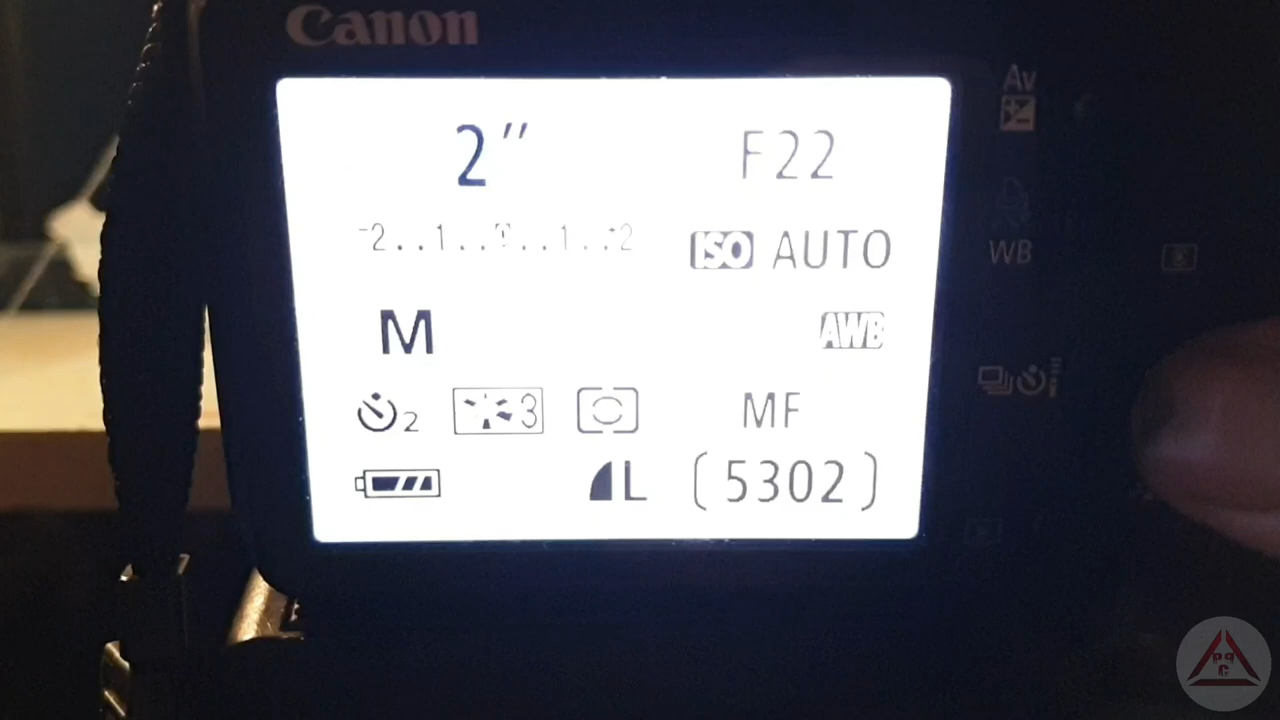 Canon
2" F22
-2..1..0..1..+2 ISO AUTO
M AWB
2 3 MF
L (5302)
Av
WB